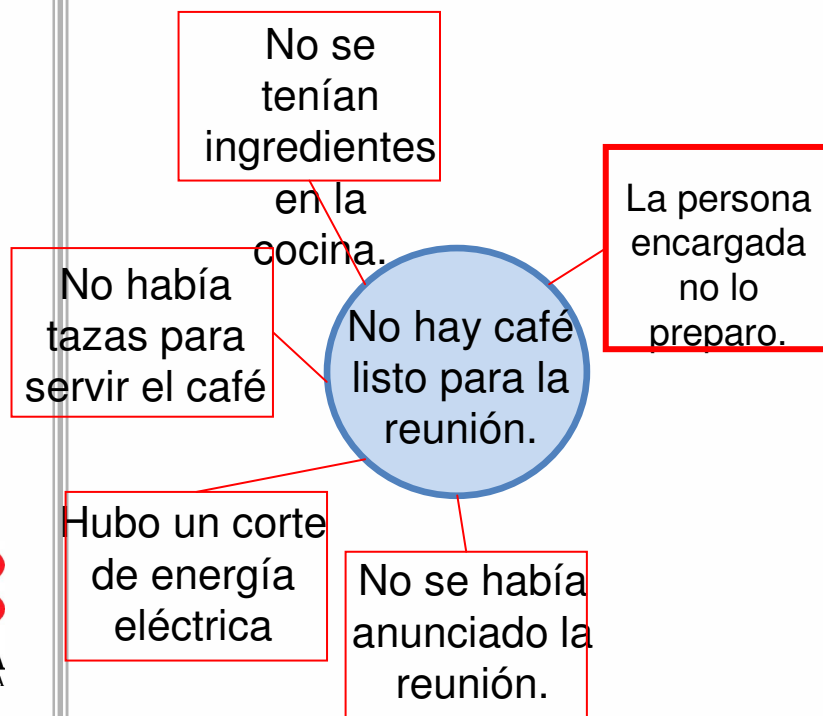 No se
tenían
ingredientes
en la
cocina.
La persona
encargada
no lo
preparo.
No había
tazas para
servir el café
No hay café
listo para la
reunión.
Hubo un corte
de energía
eléctrica
No se había
anunciado la
reunión.